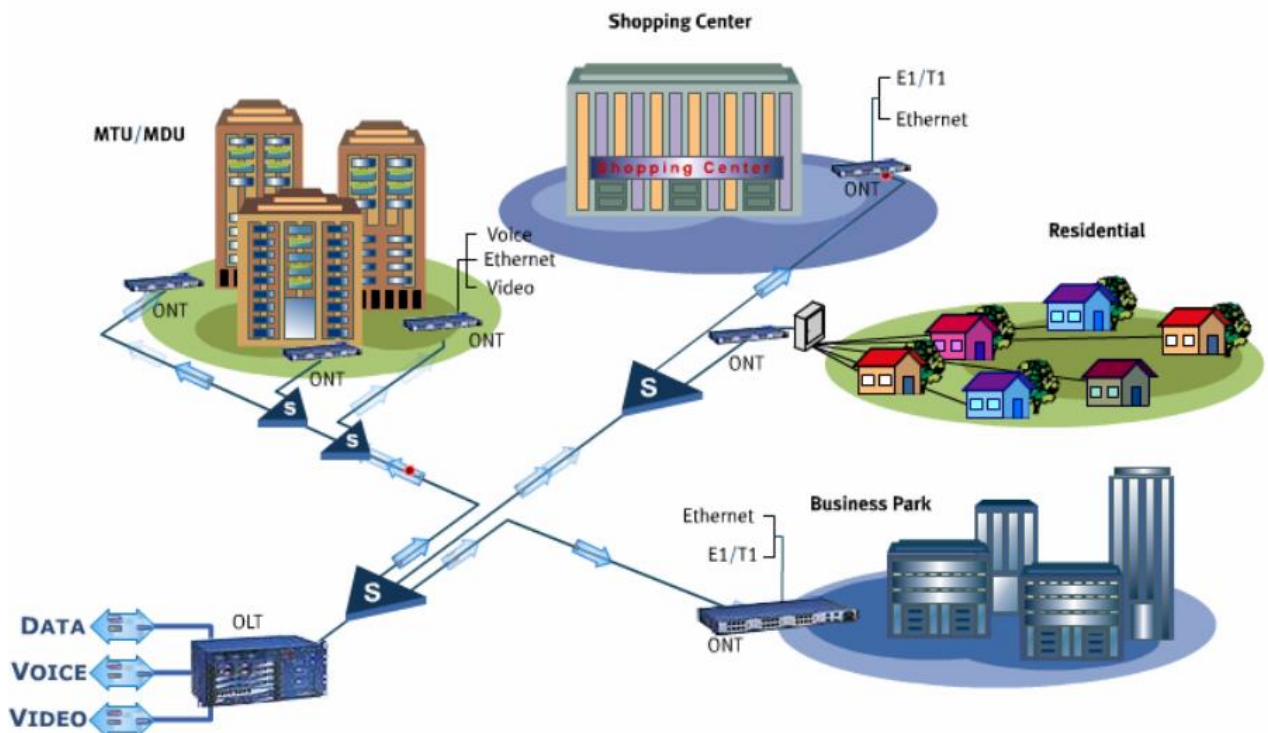 Shopping Center
E1/T1
Ethernet
MTU/MDU
Shopping Center
ONT
Residential
Voice
Ethernet
Video
ONT
ONT
ONT
ONT
S
S
S
Business Park
Ethernet
E1/T1
S
ONT
OLT
DATA
VOICE
VIDEO